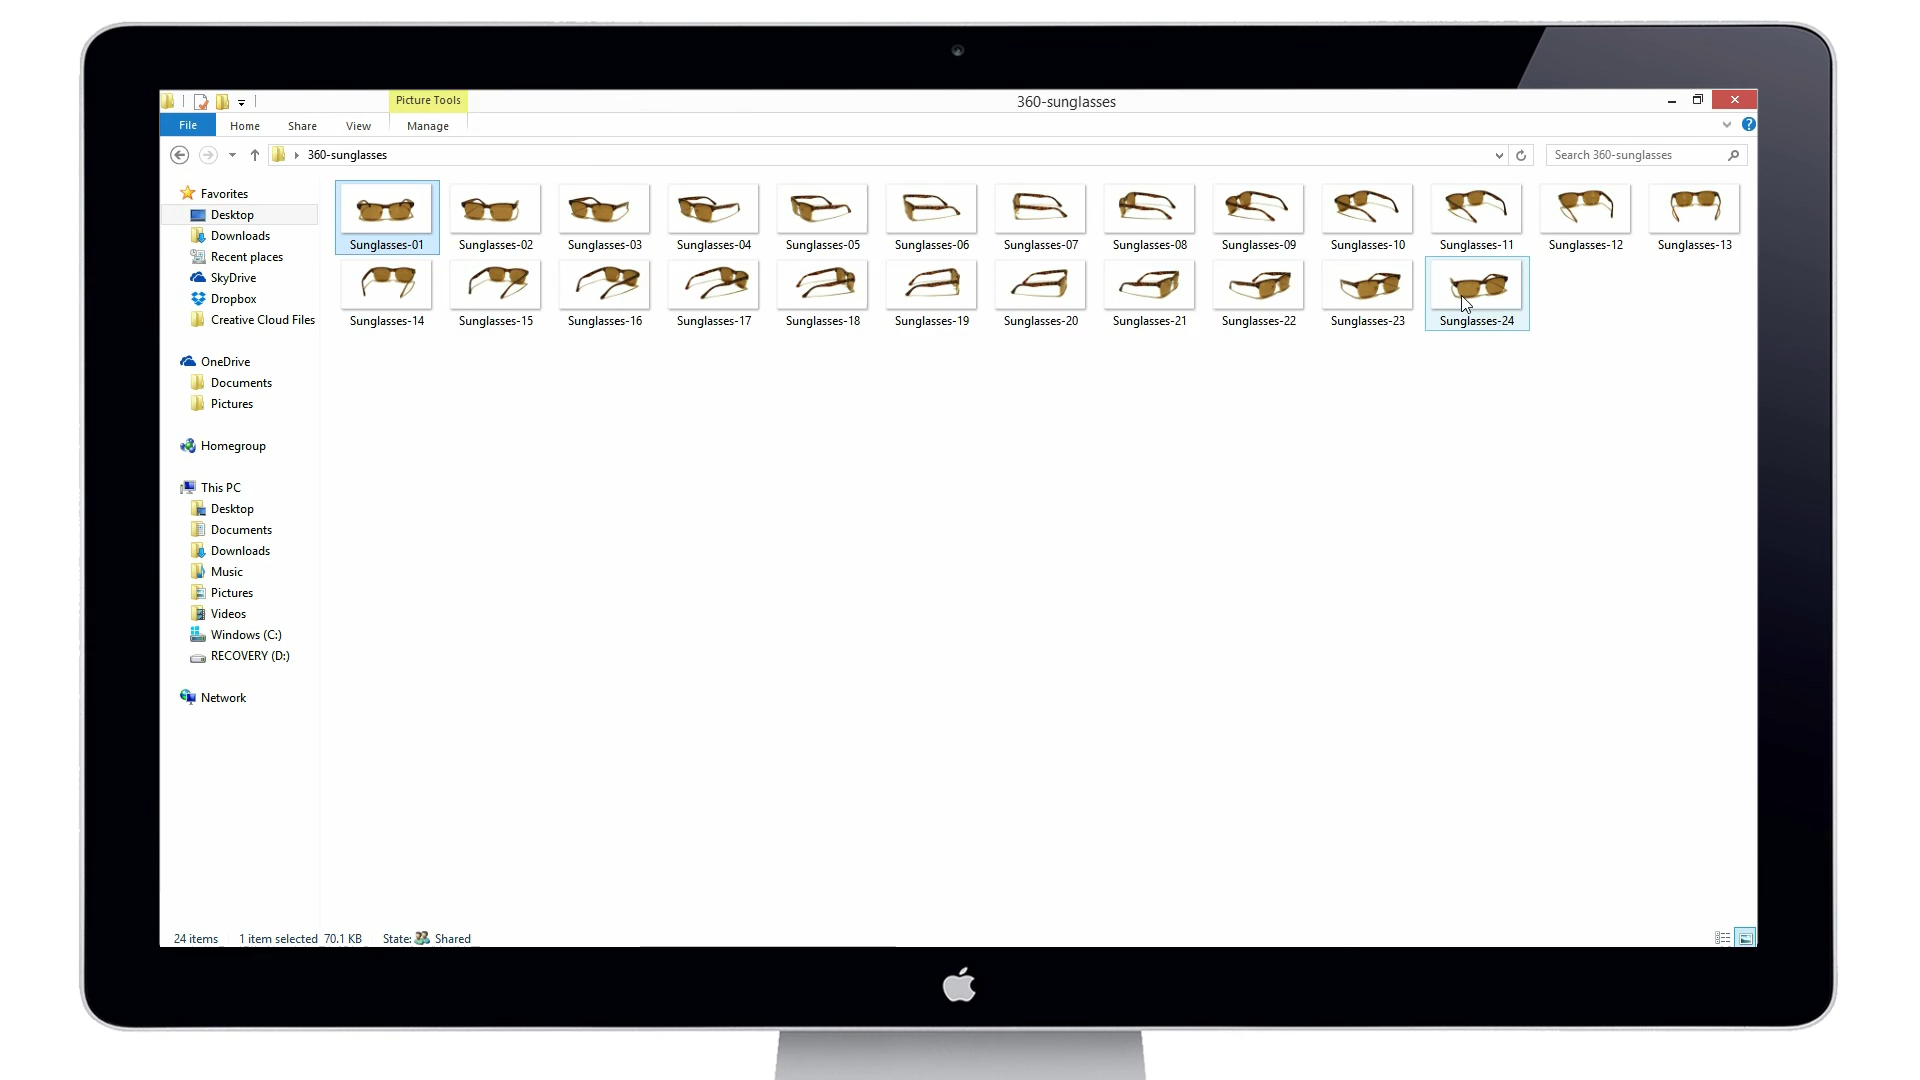 Picture Tools
360-sunglasses
File Home Share View Manage
360-sunglasses
Search 360-sunglasses
Favorites
Desktop
Downloads
Recent places
SkyDrive
Dropbox
Creative Cloud Files
OneDrive
Documents
Pictures
Homegroup
This PC
Desktop
Documents
Downloads
Music
Pictures
Videos
Windows (C:)
RECOVERY (D:)
Network
Sunglasses-01 Sunglasses-02 Sunglasses-03 Sunglasses-04 Sunglasses-05 Sunglasses-06 Sunglasses-07 Sunglasses-08 Sunglasses-09 Sunglasses-10 Sunglasses-11 Sunglasses-12 Sunglasses-13
Sunglasses-14 Sunglasses-15 Sunglasses-16 Sunglasses-17 Sunglasses-18 Sunglasses-19 Sunglasses-20 Sunglasses-21 Sunglasses-22 Sunglasses-23 Sunglasses-24
24 items 1 item selected 70.1 KB State: Shared